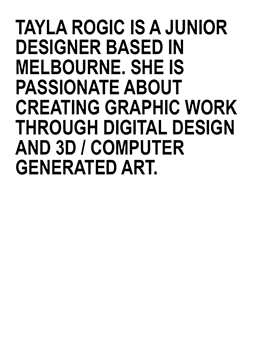 TAYLA ROGIC IS A JUNIOR
DESIGNER BASED IN
MELBOURNE. SHE IS
PASSIONATE ABOUT
CREATING GRAPHIC WORK
THROUGH DIGITAL DESIGN
AND 3D / COMPUTER
GENERATED ART.